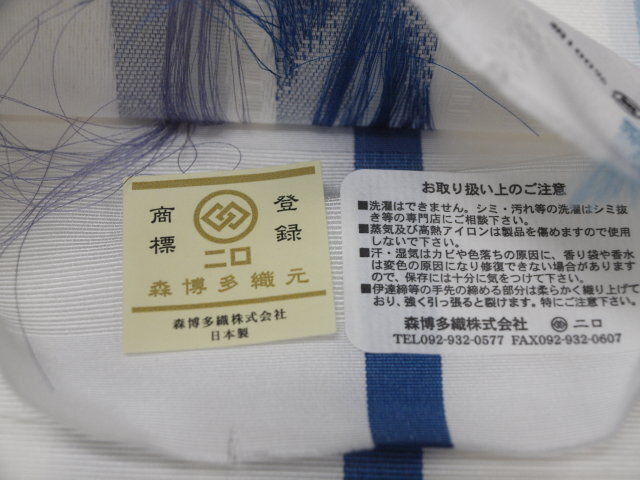 登録
商標
二口
森博多織元
森博多織株式会社
日本製
お取り扱い上のご注意
■洗濯はできません。シミ・汚れ等の洗濯はシミ抜
き等の専門店にご相談下さい。
■蒸気及び高熱アイロンは製品を傷めますので使用
しないで下さい。
■汗・湿気はカビや色落ちの原因に、香り袋や香水
は変色の原因になり修復できない場合があります
ので、保存には十分に気をつけて下さい。
■伊達締等の手先の締める部分は柔らかく織り上げて
おり、強く引っ張ると裂けます。特にご注意下さい。
森博多織株式会社 二口
TEL092-932-0577 FAX092-932-0607